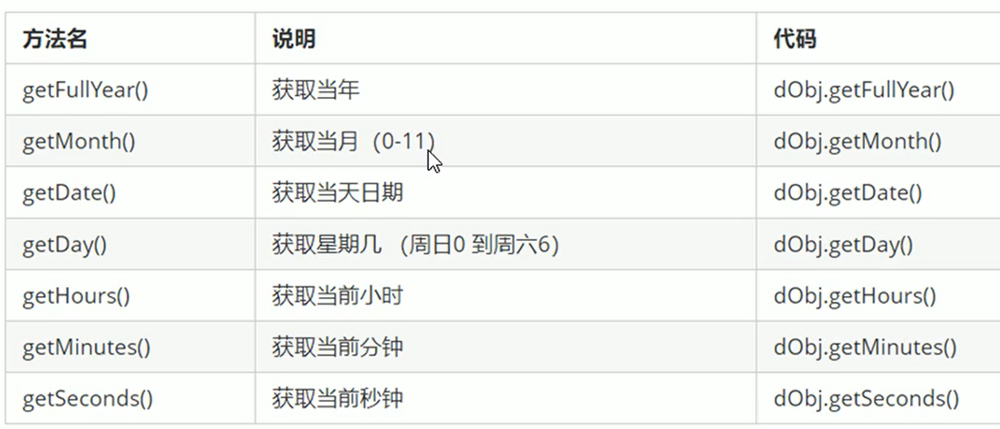 方法名 说明 代码
getFullYear() 获取当年 dObj.getFullYear()
getMonth() 获取当月 (0-11) dObj.getMonth()
getDate() 获取当天日期 dObj.getDate()
getDay() 获取星期几 (周日0 到周六6) dObj.getDay()
getHours() 获取当前小时 dObj.getHours()
getMinutes() 获取当前分钟 dObj.getMinutes()
getSeconds() 获取当前秒钟 dObj.getSeconds()